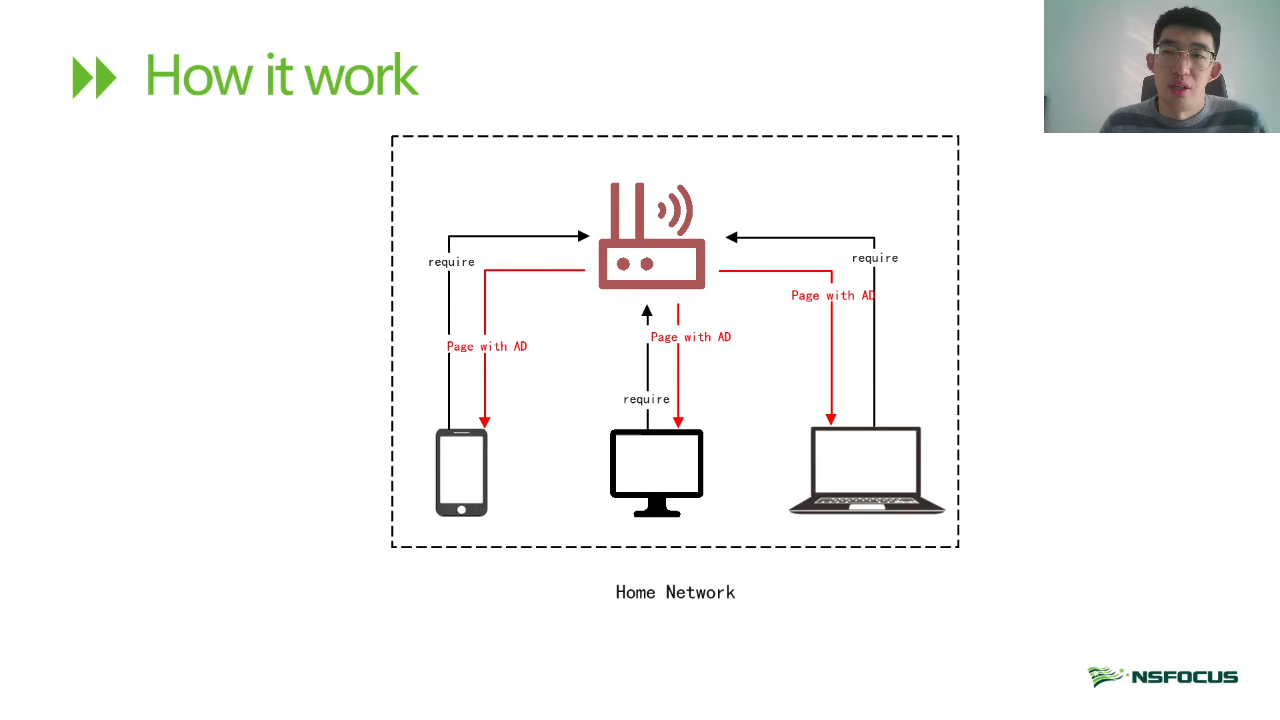 How it work
require
require
Page with AD
Page with AD
Page with AD
require
Home Network
NSFOCUS